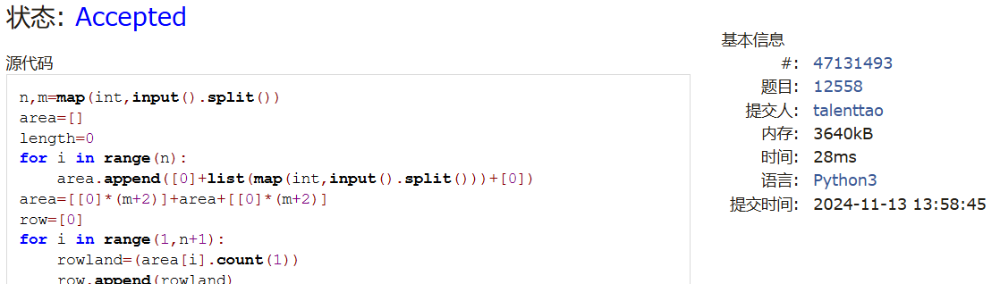 状态: Accepted
源代码
n,m=map(int,input().split())
area=[]
length=0
for i in range(n):
    area.append([0]+list(map(int,input().split()))+[0])
area=[[0]*(m+2)]+area+[[0]*(m+2)]
row=[0]
for i in range(1,n+1):
    rowland=(area[i].count(1))
    row.append(rowland)
基本信息
#: 47131493
题目: 12558
提交人: talenttao
内存: 3640kB
时间: 28ms
语言: Python3
提交时间: 2024-11-13 13:58:45